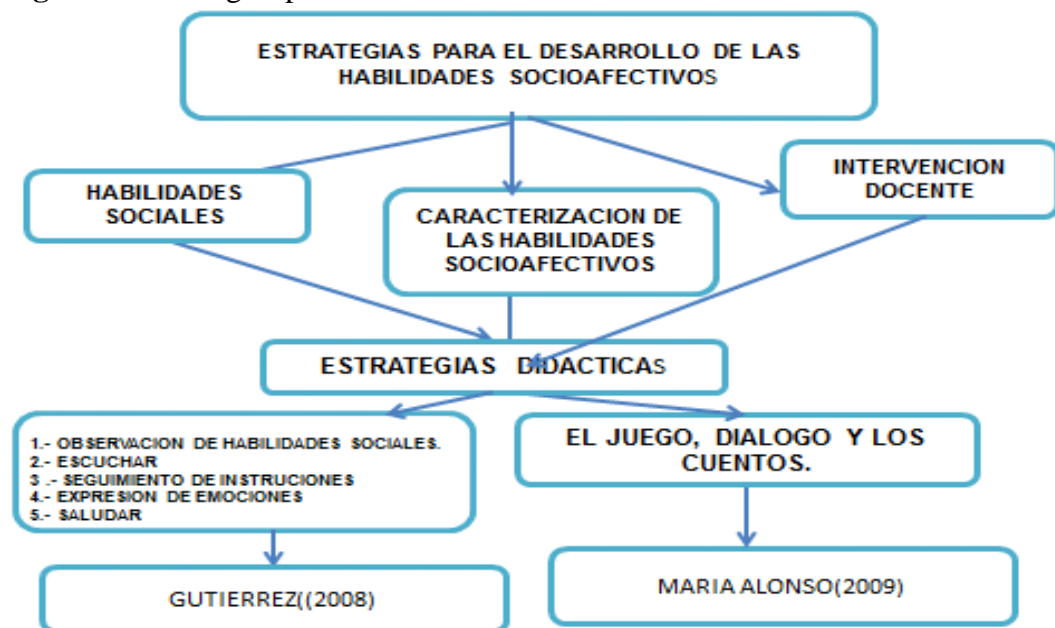 ESTRATEGIAS PARA EL DESARROLLO DE LAS
HABILIDADES SOCIOAFECTIVOS
HABILIDADES
SOCIALES
CARACTERIZACION DE
LAS HABILIDADES
SOCIOAFECTIVOS
INTERVENCION
DOCENTE
ESTRATEGIAS DIDACTICAS
1.- OBSERVACION DE HABILIDADES SOCIALES.
2.- ESCUCHAR
3 .- SEGUIMIENTO DE INSTRUCIONES
4.- EXPRESION DE EMOCIONES
5.- SALUDAR
EL JUEGO, DIALOGO Y LOS
CUENTOS.
GUTIERREZ((2008)
MARIA ALONSO(2009)